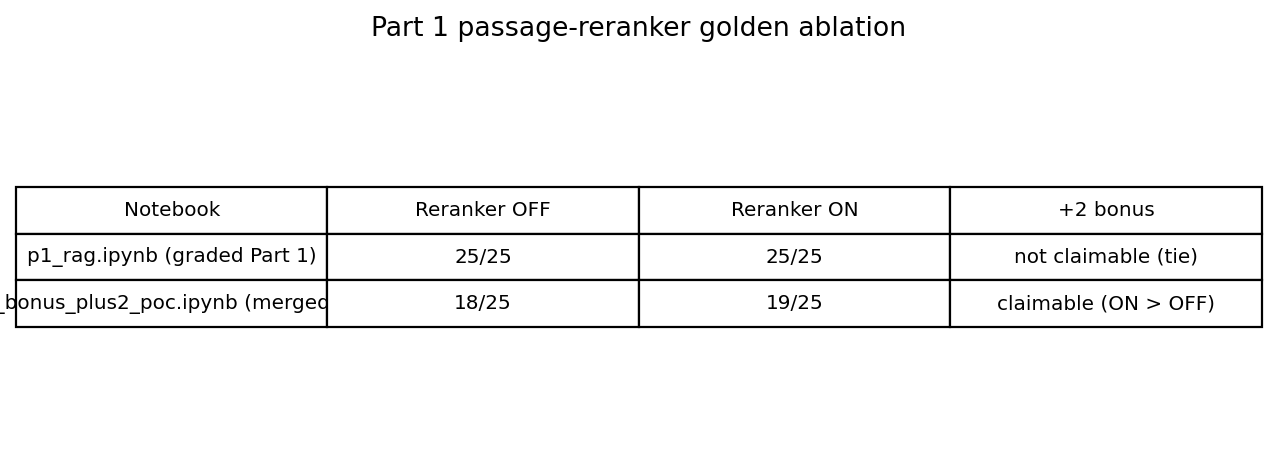 Part 1 passage-reranker golden ablation
Notebook Reranker OFF Reranker ON +2 bonus
p1_rag.ipynb (graded Part 1) 25/25 25/25 not claimable (tie)
_bonus_plus2_poc.ipynb (merged 18/25 19/25 claimable (ON > OFF)